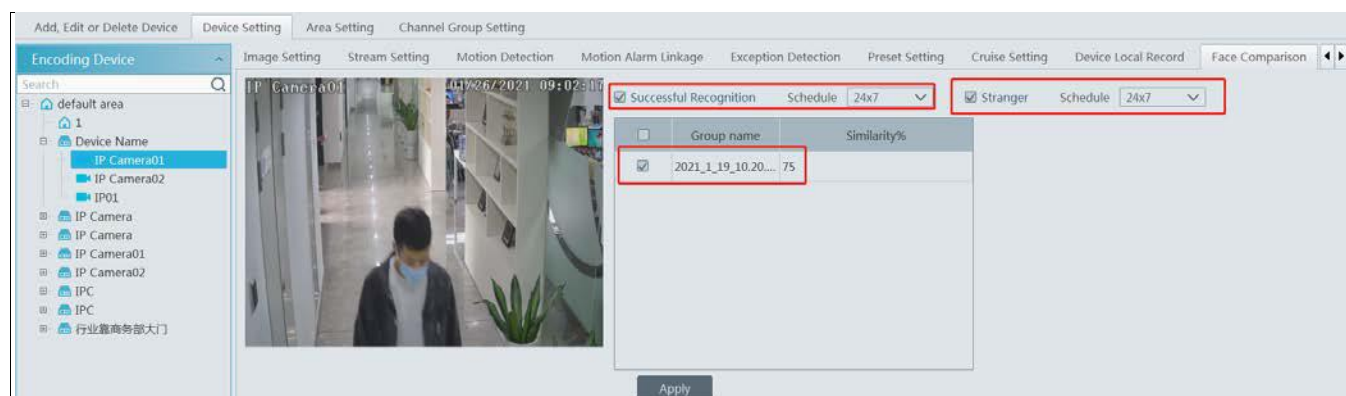 Add, Edit or Delete Device Device Setting Area Setting Channel Group Setting
Encoding Device
Image Setting Stream Setting Motion Detection Motion Alarm Linkage Exception Detection Preset Setting Cruise Setting Device Local Record Face Comparison
Search
default area
1
Device Name
IP Camera01
IP Camera02
IP01
IP Camera
IP Camera
IP Camera01
IP Camera02
IPC
IPC
行业靠商务部大门
IP Camera01 01/26/2021 09:02:17
Successful Recognition Schedule 24x7
Stranger Schedule 24x7
Group name Similarity%
2021_1_19_10.20.... 75
Apply